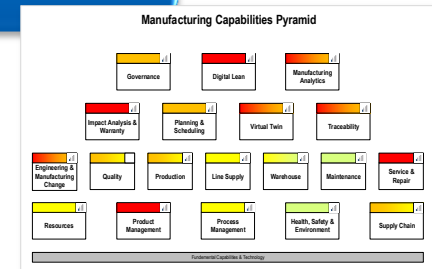 Manufacturing Capabilities Pyramid
Governance
Digital Lean
Manufacturing
Analytics
Impact Analysis &
Warranty
Planning &
Scheduling
Virtual Twin
Traceability
Engineering &
Manufacturing
Change
Quality
Production
Line Supply
Warehouse
Maintenance
Service &
Repair
Resources
Product
Management
Process
Management
Health, Safety &
Environment
Supply Chain
Fundamental Capabilities & Technology